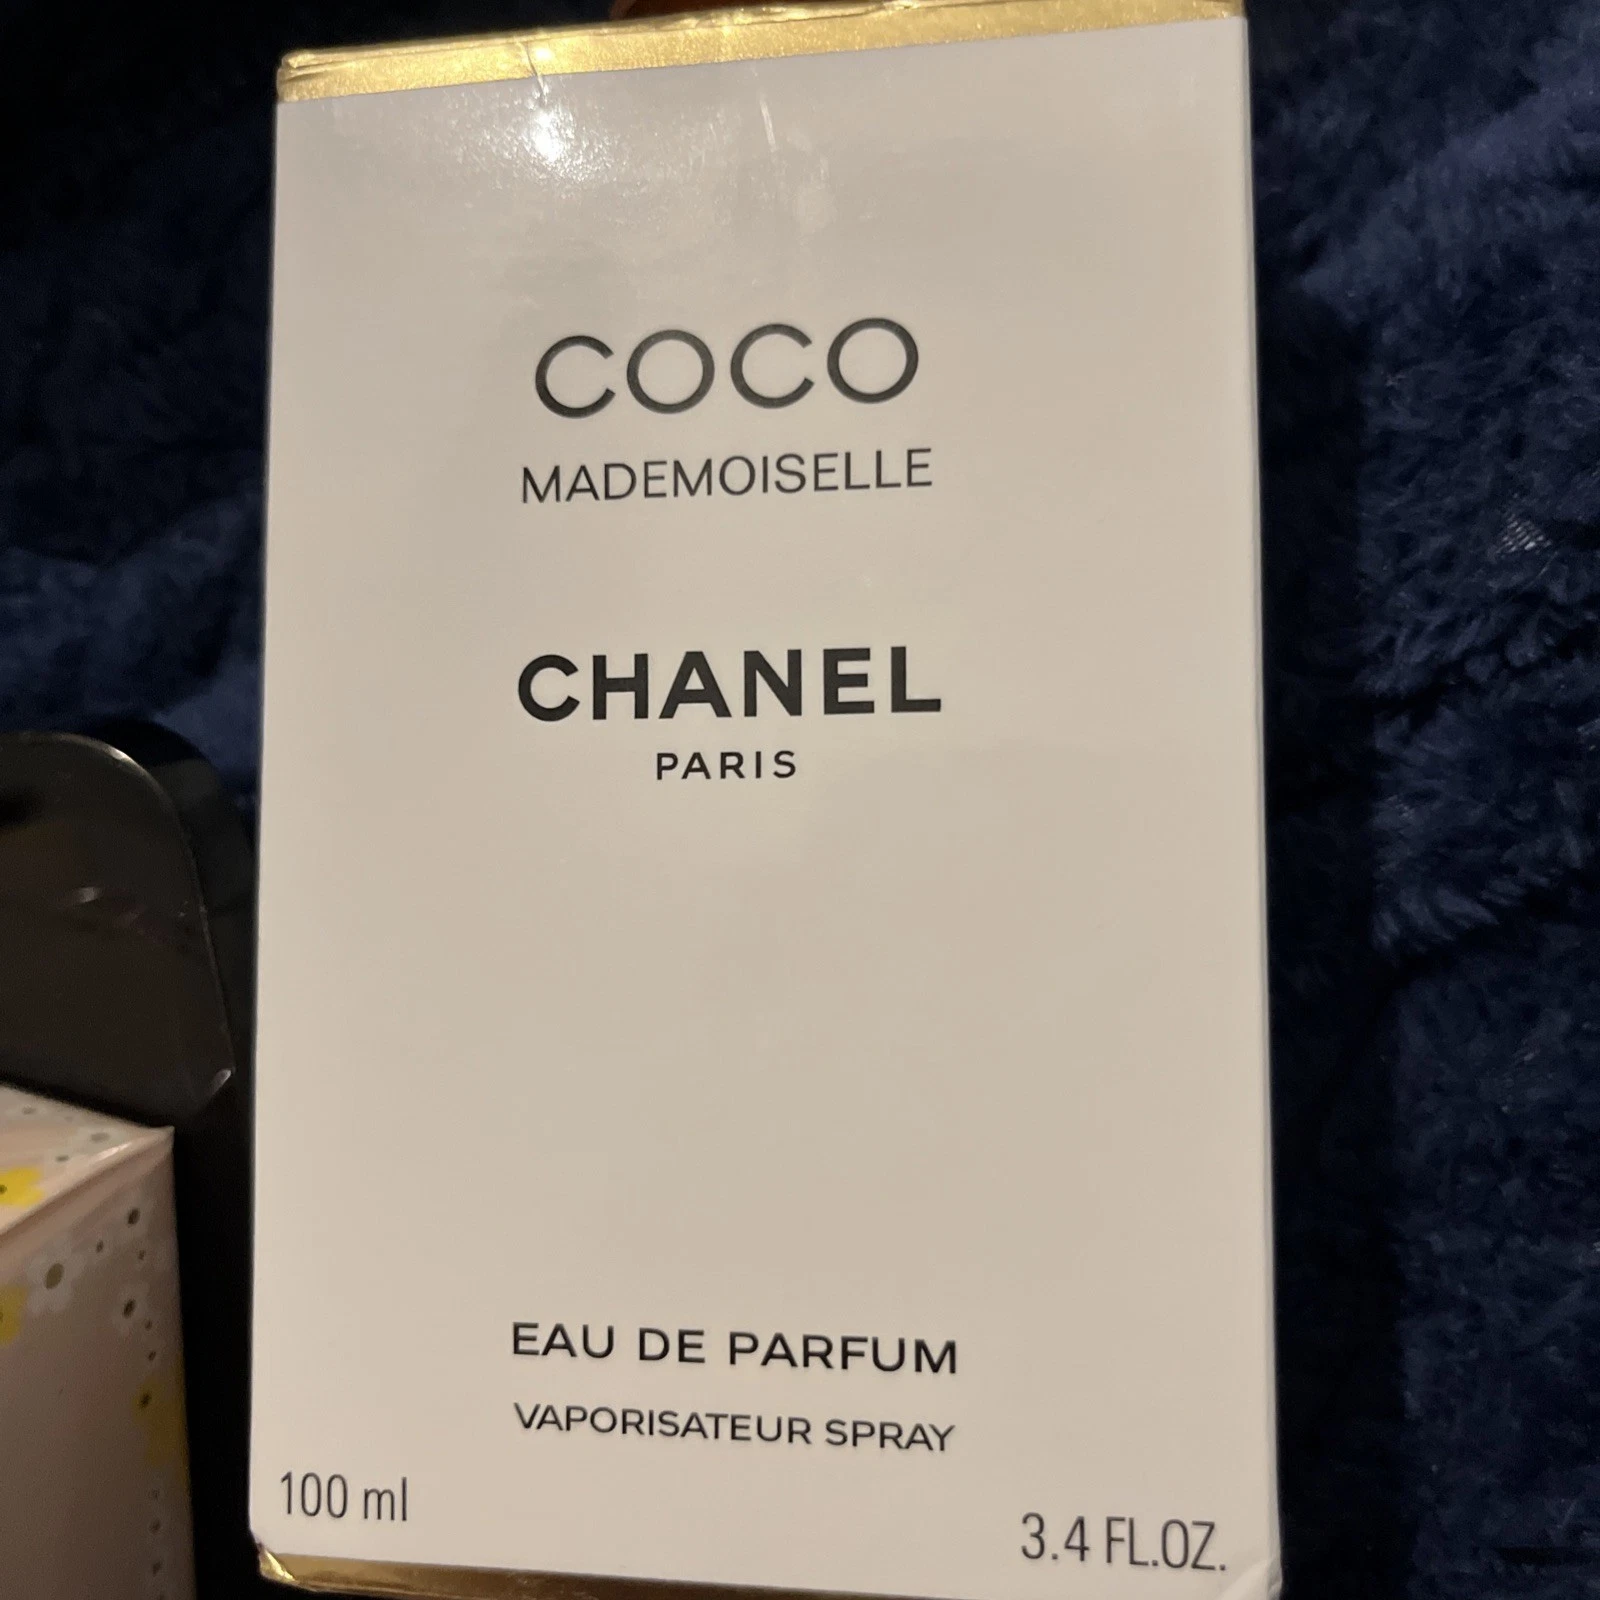 COCO
MADEMOISELLE
CHANEL
PARIS
EAU DE PARFUM
VAPORISATEUR SPRAY
100 ml
3.4 FL.OZ.